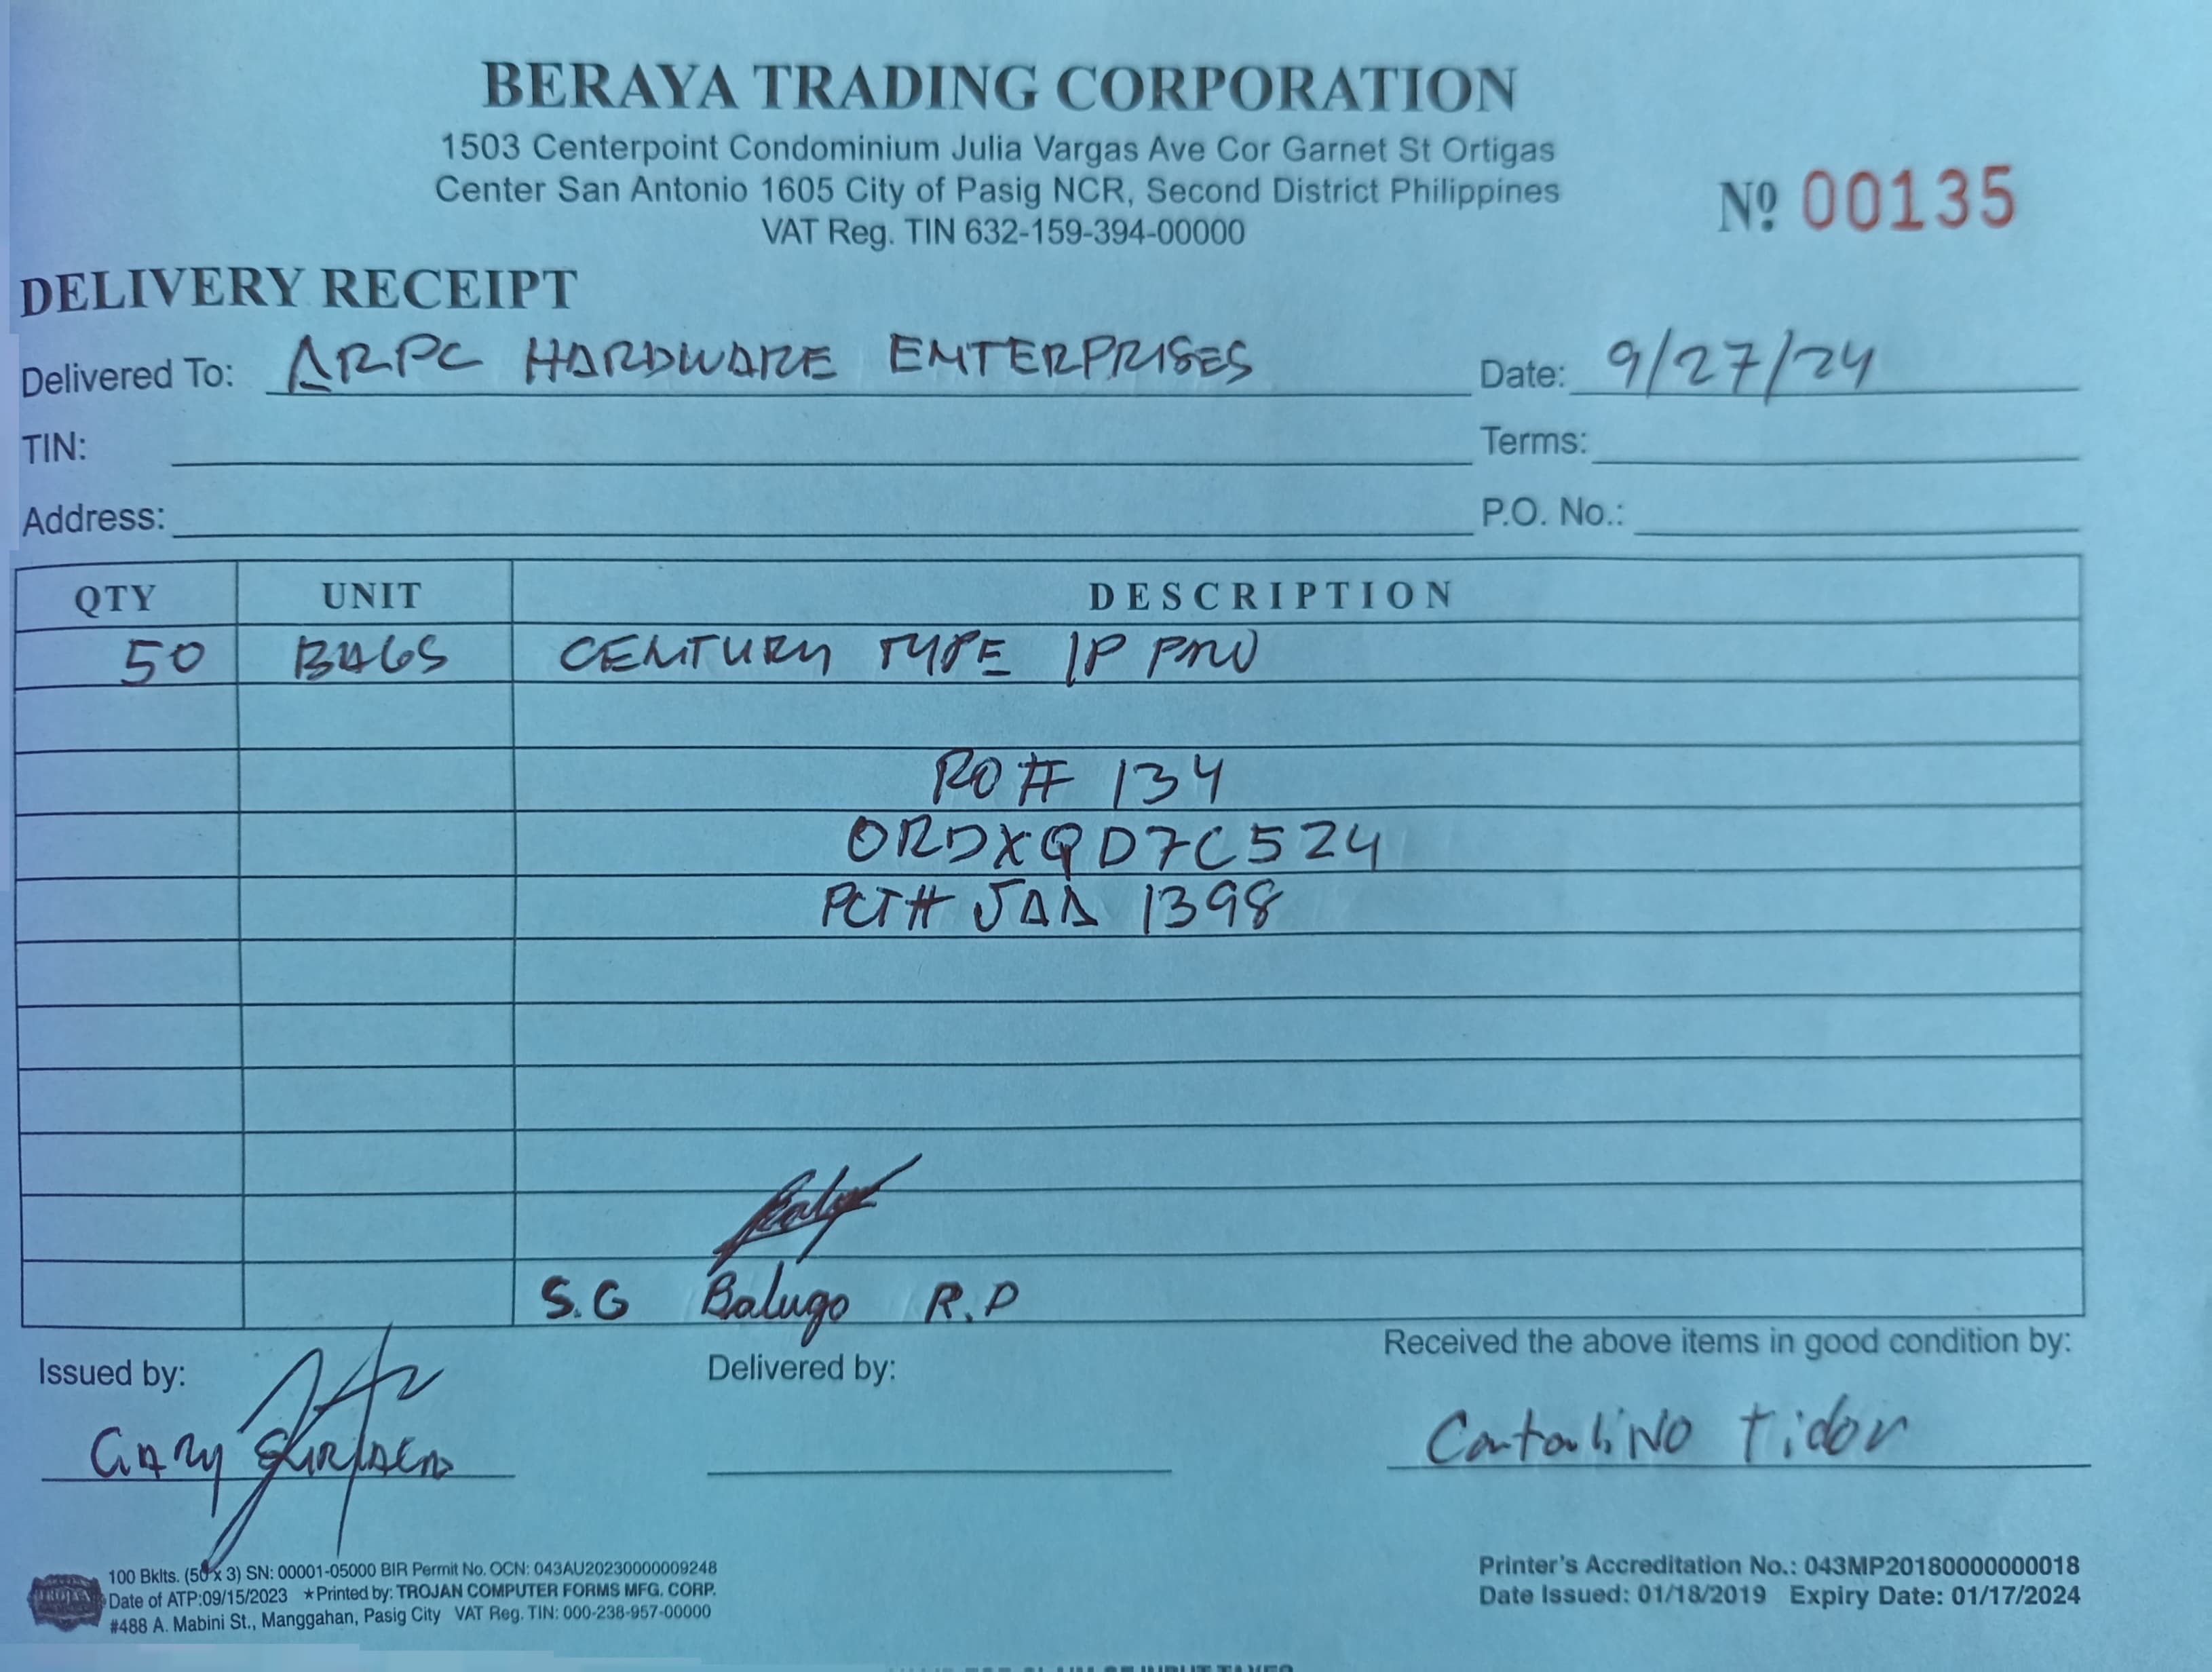 BERAYA TRADING CORPORATION
1503 Centerpoint Condominium Julia Vargas Ave Cor Garnet St Ortigas
Center San Antonio 1605 City of Pasig NCR, Second District Philippines
VAT Reg. TIN 632-159-394-00000
Nº 00135
DELIVERY RECEIPT
Delivered To: ARPC HARDWARE ENTERPRISES Date: 9/27/24
TIN: Terms:
Address: P.O. No.:
QTY UNIT DESCRIPTION
50 BAGS CENTURY TYPE 1P
RO# 134
ORDXQD7C524
PCT# JAA 1398
S.G Balugo R.P
Issued by: Delivered by: Received the above items in good condition by:
Gary Catalino Tidor
100 Bklts. (50 x 3) SN: 00001-05000 BIR Permit No. OCN: 043AU20230000009248
Date of ATP:09/15/2023 ★Printed by: TROJAN COMPUTER FORMS MFG. CORP.
#488 A. Mabini St., Manggahan, Pasig City VAT Reg. TIN: 000-238-957-00000
TROJAN
Printer's Accreditation No.: 043MP20180000000018
Date Issued: 01/18/2019 Expiry Date: 01/17/2024